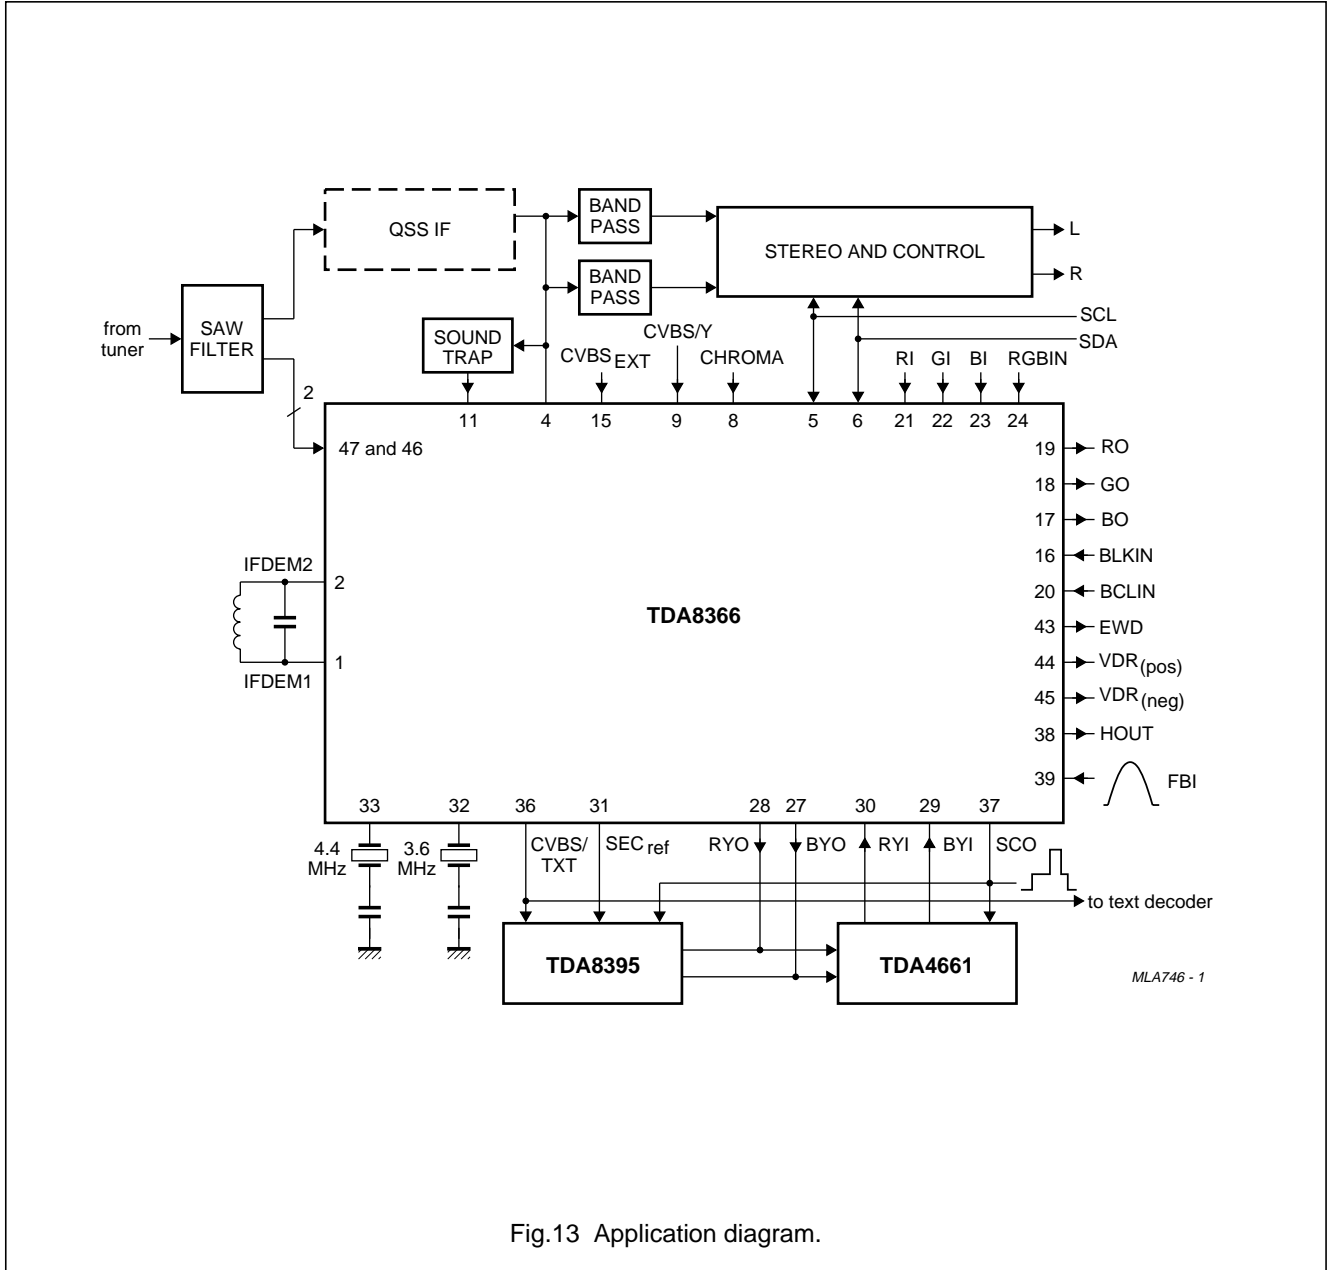 QSS IF
BAND
PASS
STEREO AND CONTROL
L
R
BAND
PASS
from
tuner
SAW
FILTER
SOUND
TRAP
CVBS/Y
SCL
SDA
CVBS EXT
CHROMA
RI
GI
BI
RGBIN
2
11
4
15
9
8
5
6
21
22
23
24
47 and 46
19
RO
18
GO
17
BO
16
BLKIN
20
BCLIN
43
EWD
44
VDR(pos)
45
VDR(neg)
38
HOUT
39
FBI
IFDEM2
2
1
IFDEM1
TDA8366
33
32
36
31
28
27
30
29
37
4.4
MHz
3.6
MHz
CVBS/
TXT
SEC ref
RYO
BYO
RYI
BYI
SCO
to text decoder
TDA8395
TDA4661
MLA746 - 1
Fig.13 Application diagram.